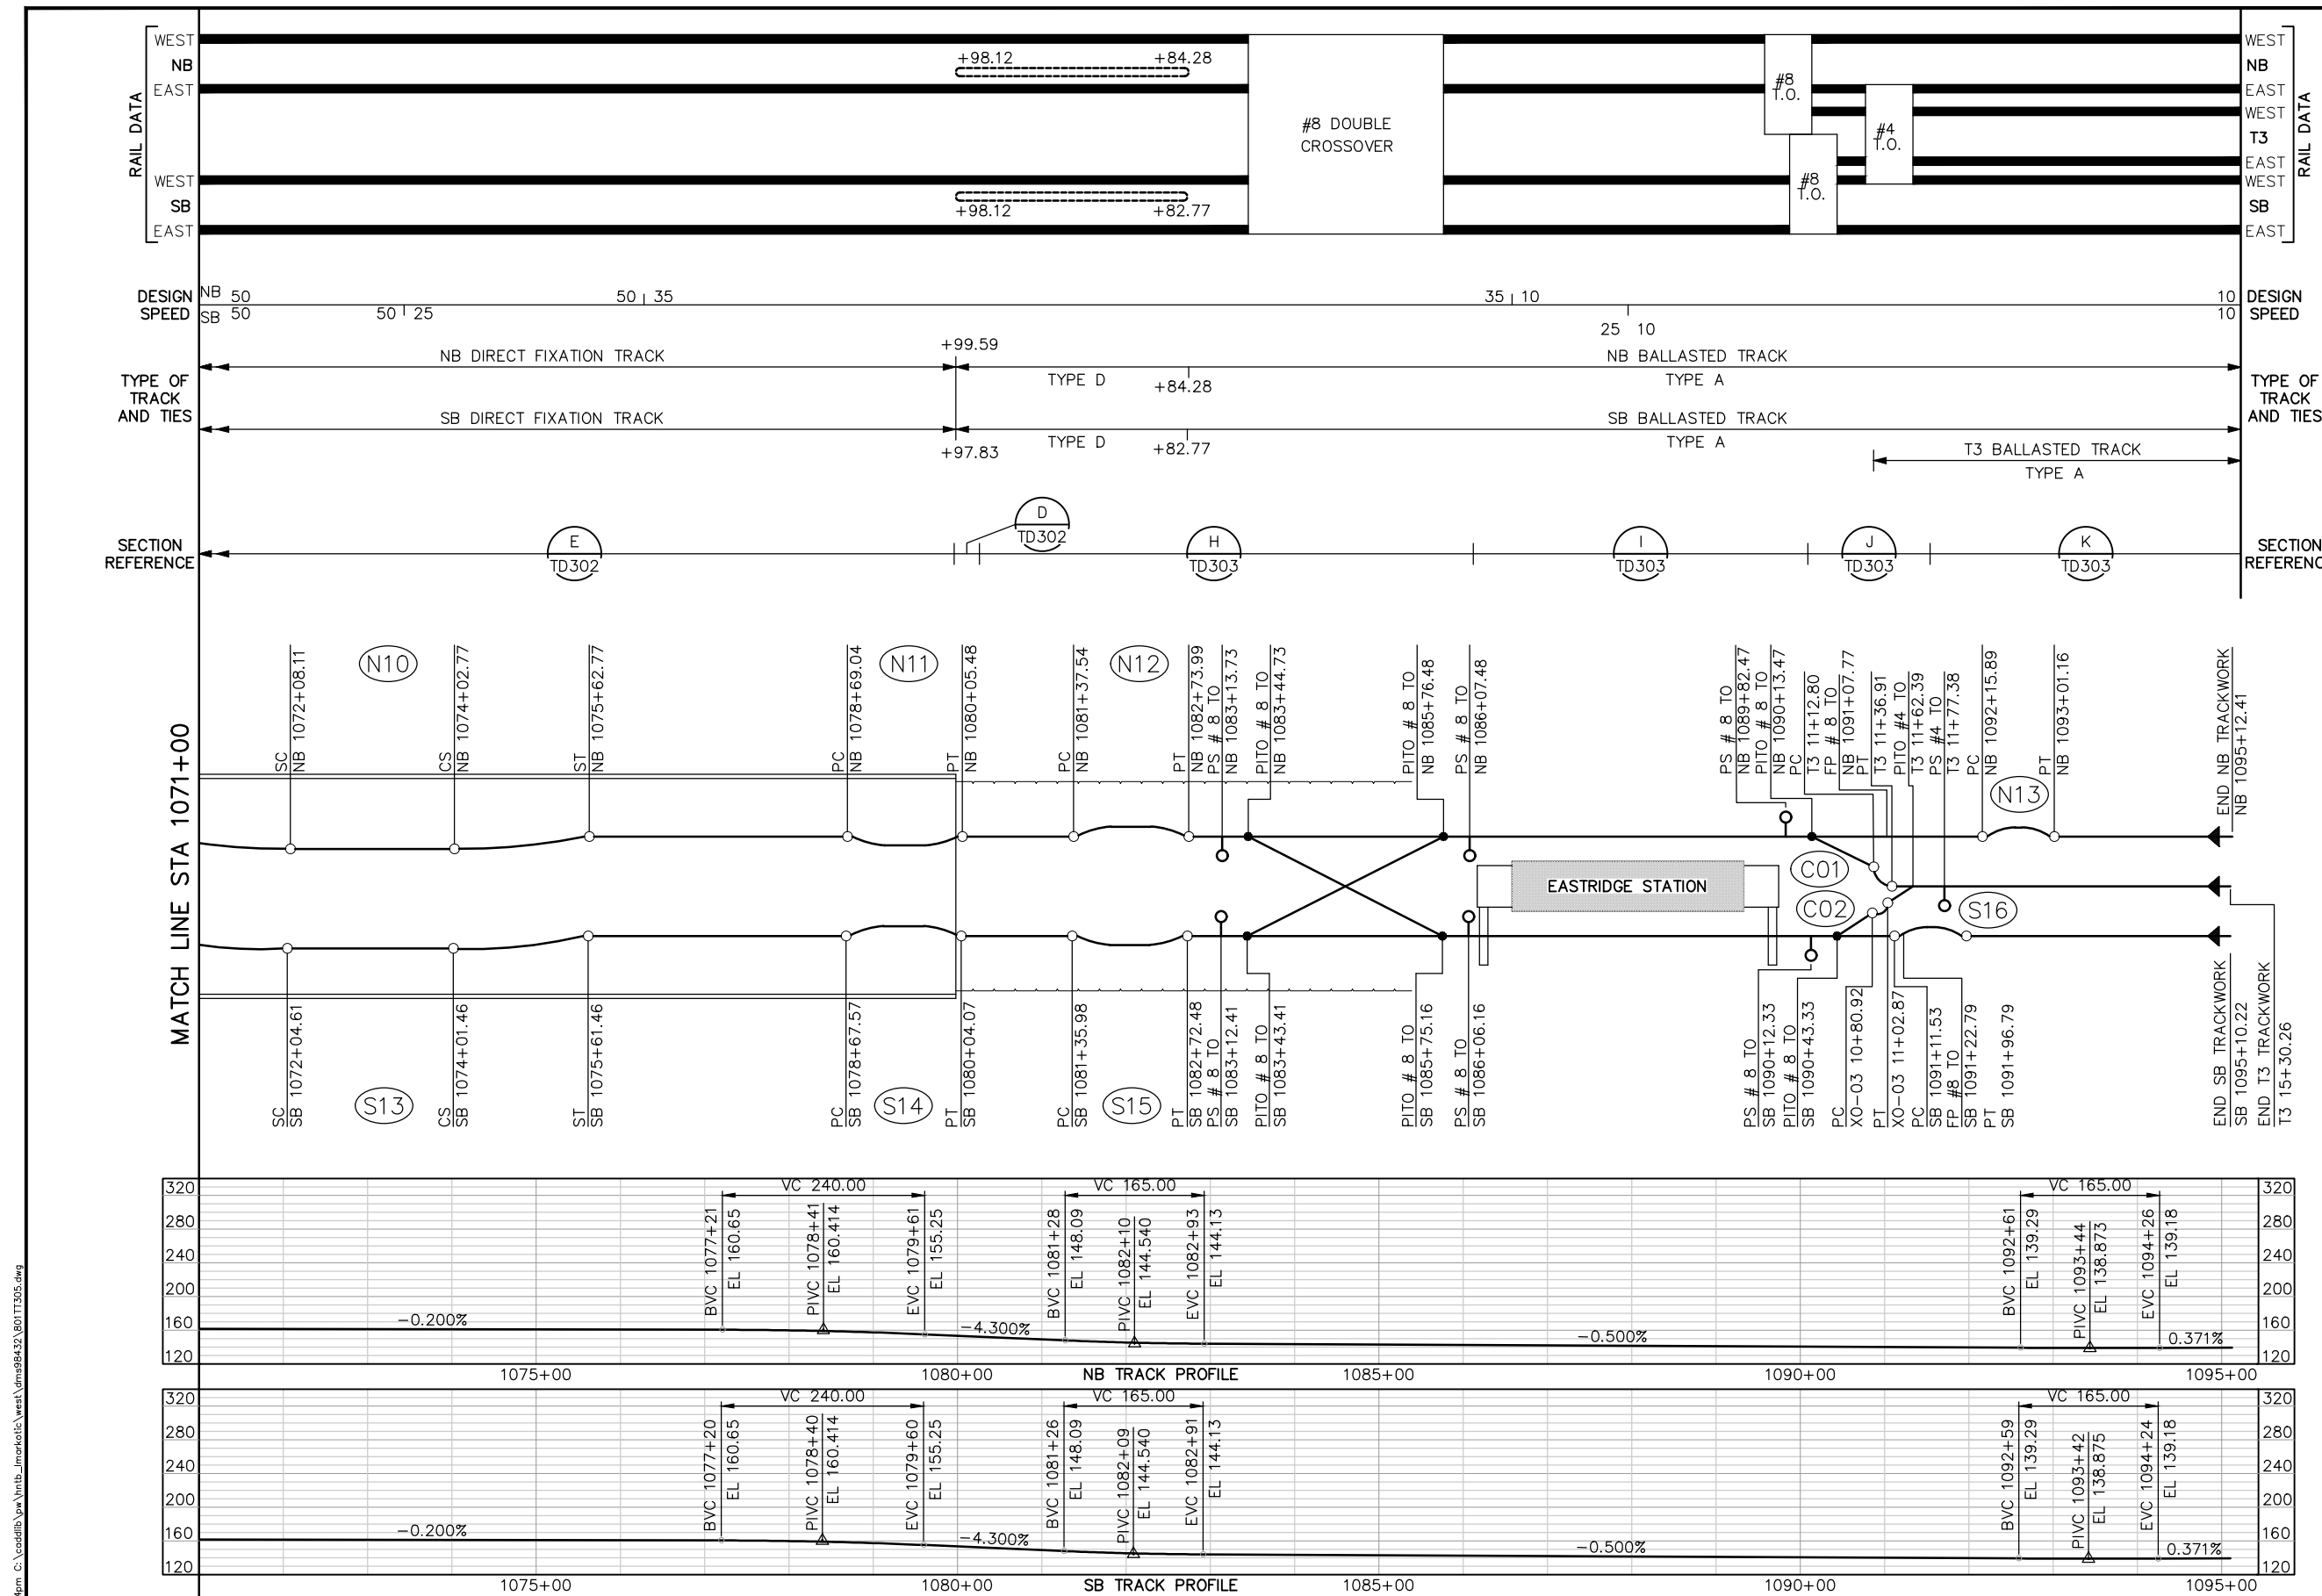 WEST
NB
EAST
RAIL DATA
WEST
SB
EAST
+98.12
+84.28
+98.12
+82.77
#8 DOUBLE
CROSSOVER
#8
T.O.
#8
T.O.
#4
T.O.
WEST
NB
EAST
WEST
T3
EAST
WEST
SB
EAST
RAIL DATA
DESIGN
SPEED
NB 50
SB 50
50 25
50 35
35 10
25 10
10
10
DESIGN
SPEED
TYPE OF
TRACK
AND TIES
NB DIRECT FIXATION TRACK
+99.59
TYPE D
+84.28
NB BALLASTED TRACK
TYPE A
SB DIRECT FIXATION TRACK
+97.83
TYPE D
+82.77
SB BALLASTED TRACK
TYPE A
T3 BALLASTED TRACK
TYPE A
TYPE OF
TRACK
AND TIES
SECTION
REFERENCE
E
TD302
D
TD302
H
TD303
I
TD303
J
TD303
K
TD303
SECTION
REFERENC
MATCH LINE STA 1071+00
SC
NB 1072+08.11
N10
CS
NB 1074+02.77
ST
NB 1075+62.77
PC
NB 1078+69.04
N11
PT
NB 1080+05.48
PC
NB 1081+37.54
N12
PT
NB 1082+73.99
PS # 8 TO
NB 1083+13.73
PITO # 8 TO
NB 1083+44.73
PITO # 8 TO
NB 1085+76.48
PS # 8 TO
NB 1086+07.48
PS # 8 TO
NB 1089+82.47
PITO # 8 TO
NB 1090+13.47
PC
T3 11+12.80
FP # 8 TO
NB 1091+07.77
PT
T3 11+36.91
PITO #4 TO
T3 11+62.39
PS #4 TO
T3 11+77.38
PC
NB 1092+15.89
N13
PT
NB 1093+01.16
END NB TRACKWORK
NB 1095+12.41
EASTRIDGE STATION
C01
C02
S16
SC
SB 1072+04.61
S13
CS
SB 1074+01.46
ST
SB 1075+61.46
PC
SB 1078+67.57
S14
PT
SB 1080+04.07
PC
SB 1081+35.98
S15
PT
SB 1082+72.48
PS # 8 TO
SB 1083+12.41
PITO # 8 TO
SB 1083+43.41
PITO # 8 TO
SB 1085+75.16
PS # 8 TO
SB 1086+06.16
PS # 8 TO
SB 1090+12.33
PITO # 8 TO
SB 1090+43.33
PC
XO-03 10+80.92
PT
XO-03 11+02.87
PC
SB 1091+11.53
FP #8 TO
SB 1091+22.79
PT
SB 1091+96.79
END SB TRACKWORK
SB 1095+10.22
END T3 TRACKWORK
T3 15+30.26
320
280
240
200
160
120
-0.200%
VC 240.00
BVC 1077+21
EL 160.65
PIVC 1078+41
EL 160.414
EVC 1079+61
EL 155.25
-4.300%
VC 165.00
BVC 1081+28
EL 148.09
PIVC 1082+10
EL 144.540
EVC 1082+93
EL 144.13
-0.500%
VC 165.00
BVC 1092+61
EL 139.29
PIVC 1093+44
EL 138.873
EVC 1094+26
EL 139.18
0.371%
320
280
240
200
160
120
1075+00
1080+00
NB TRACK PROFILE
1085+00
1090+00
1095+00
320
280
240
200
160
120
-0.200%
VC 240.00
BVC 1077+20
EL 160.65
PIVC 1078+40
EL 160.414
EVC 1079+60
EL 155.25
-4.300%
VC 165.00
BVC 1081+26
EL 148.09
PIVC 1082+09
EL 144.540
EVC 1082+91
EL 144.13
-0.500%
VC 165.00
BVC 1092+59
EL 139.29
PIVC 1093+42
EL 138.875
EVC 1094+24
EL 139.18
0.371%
320
280
240
200
160
120
1075+00
1080+00
SB TRACK PROFILE
1085+00
1090+00
1095+00
4pm C:\caddlib\pw\hntb_lmarkotic\west\dms98432\801TT305.dwg